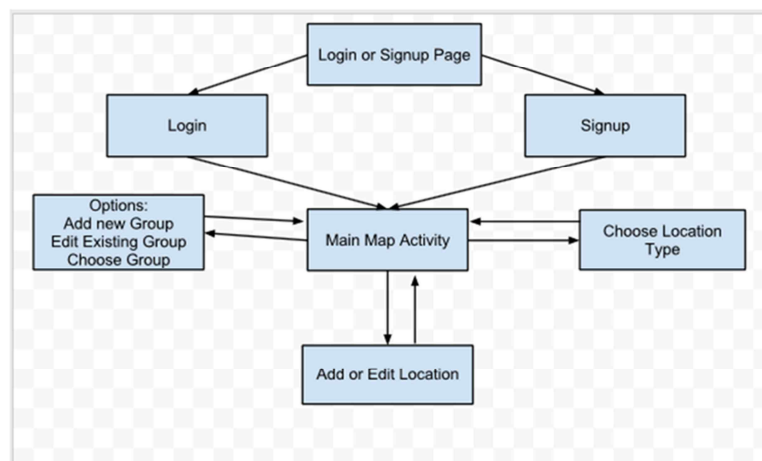 Login or Signup Page
Login
Signup
Options:
Add new Group
Edit Existing Group
Choose Group
Main Map Activity
Choose Location
Type
Add or Edit Location